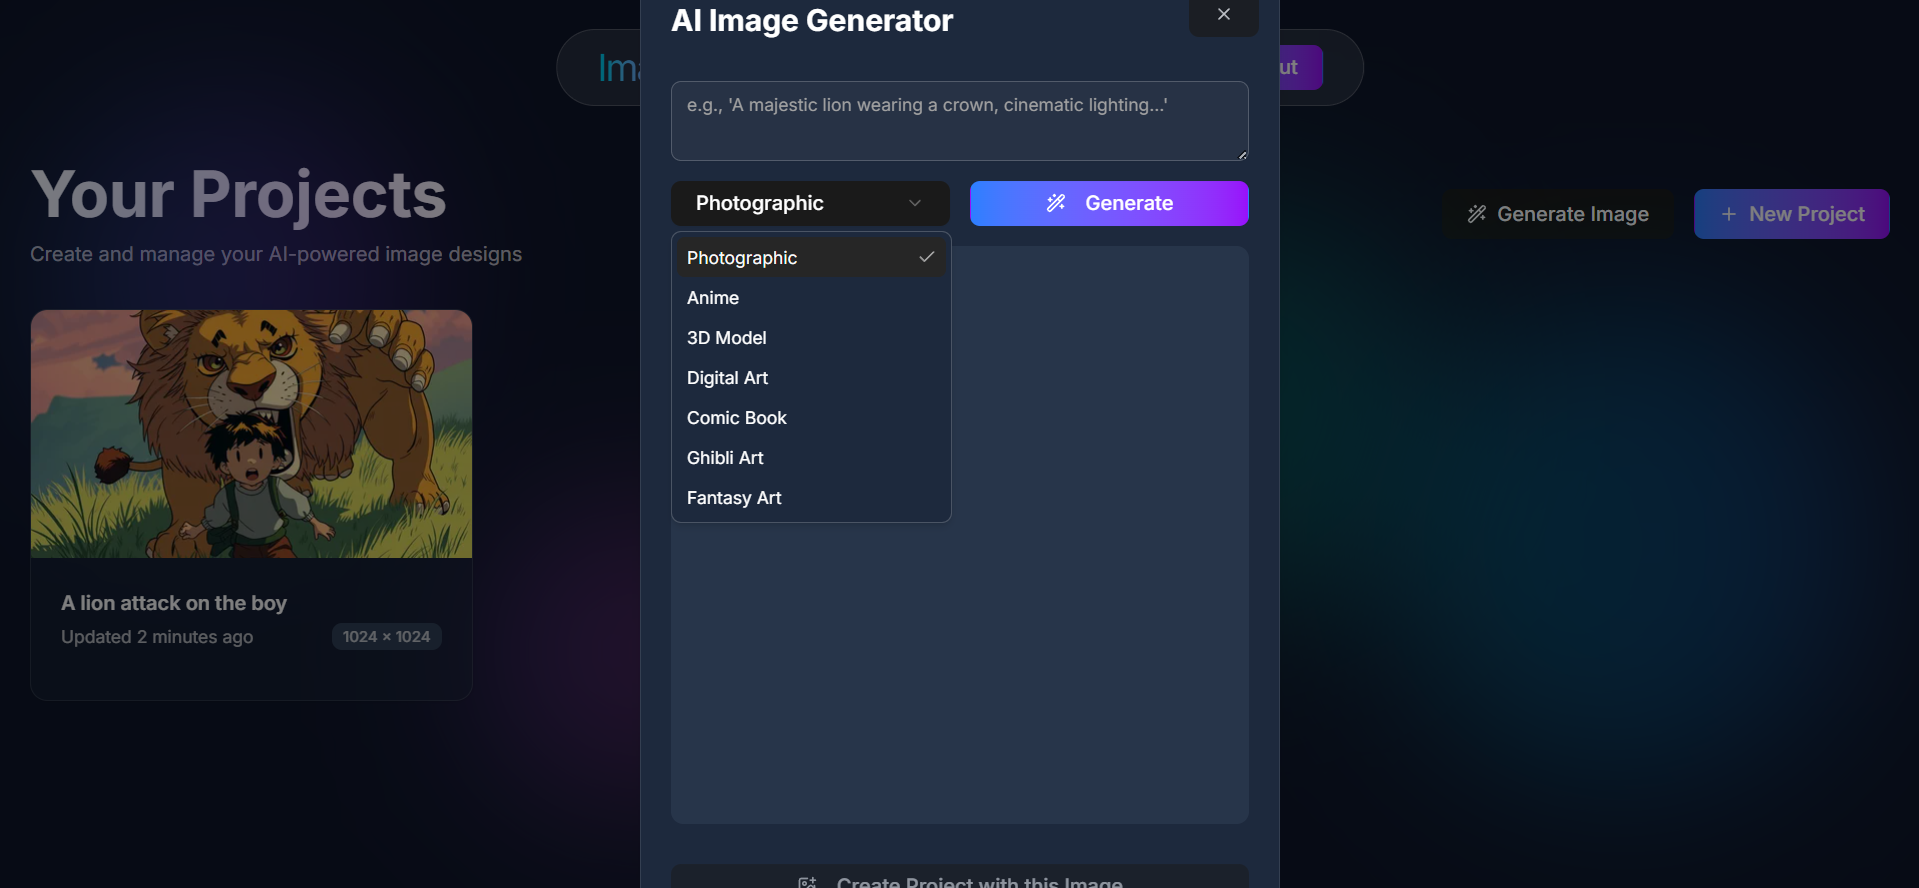 AI Image Generator
Ima
ut
e.g., 'A majestic lion wearing a crown, cinematic lighting...'
Your Projects
Create and manage your AI-powered image designs
Photographic
Generate
Generate Image
New Project
Photographic
Anime
3D Model
Digital Art
Comic Book
Ghibli Art
Fantasy Art
A lion attack on the boy
Updated 2 minutes ago
1024 × 1024
Create Project with this Image